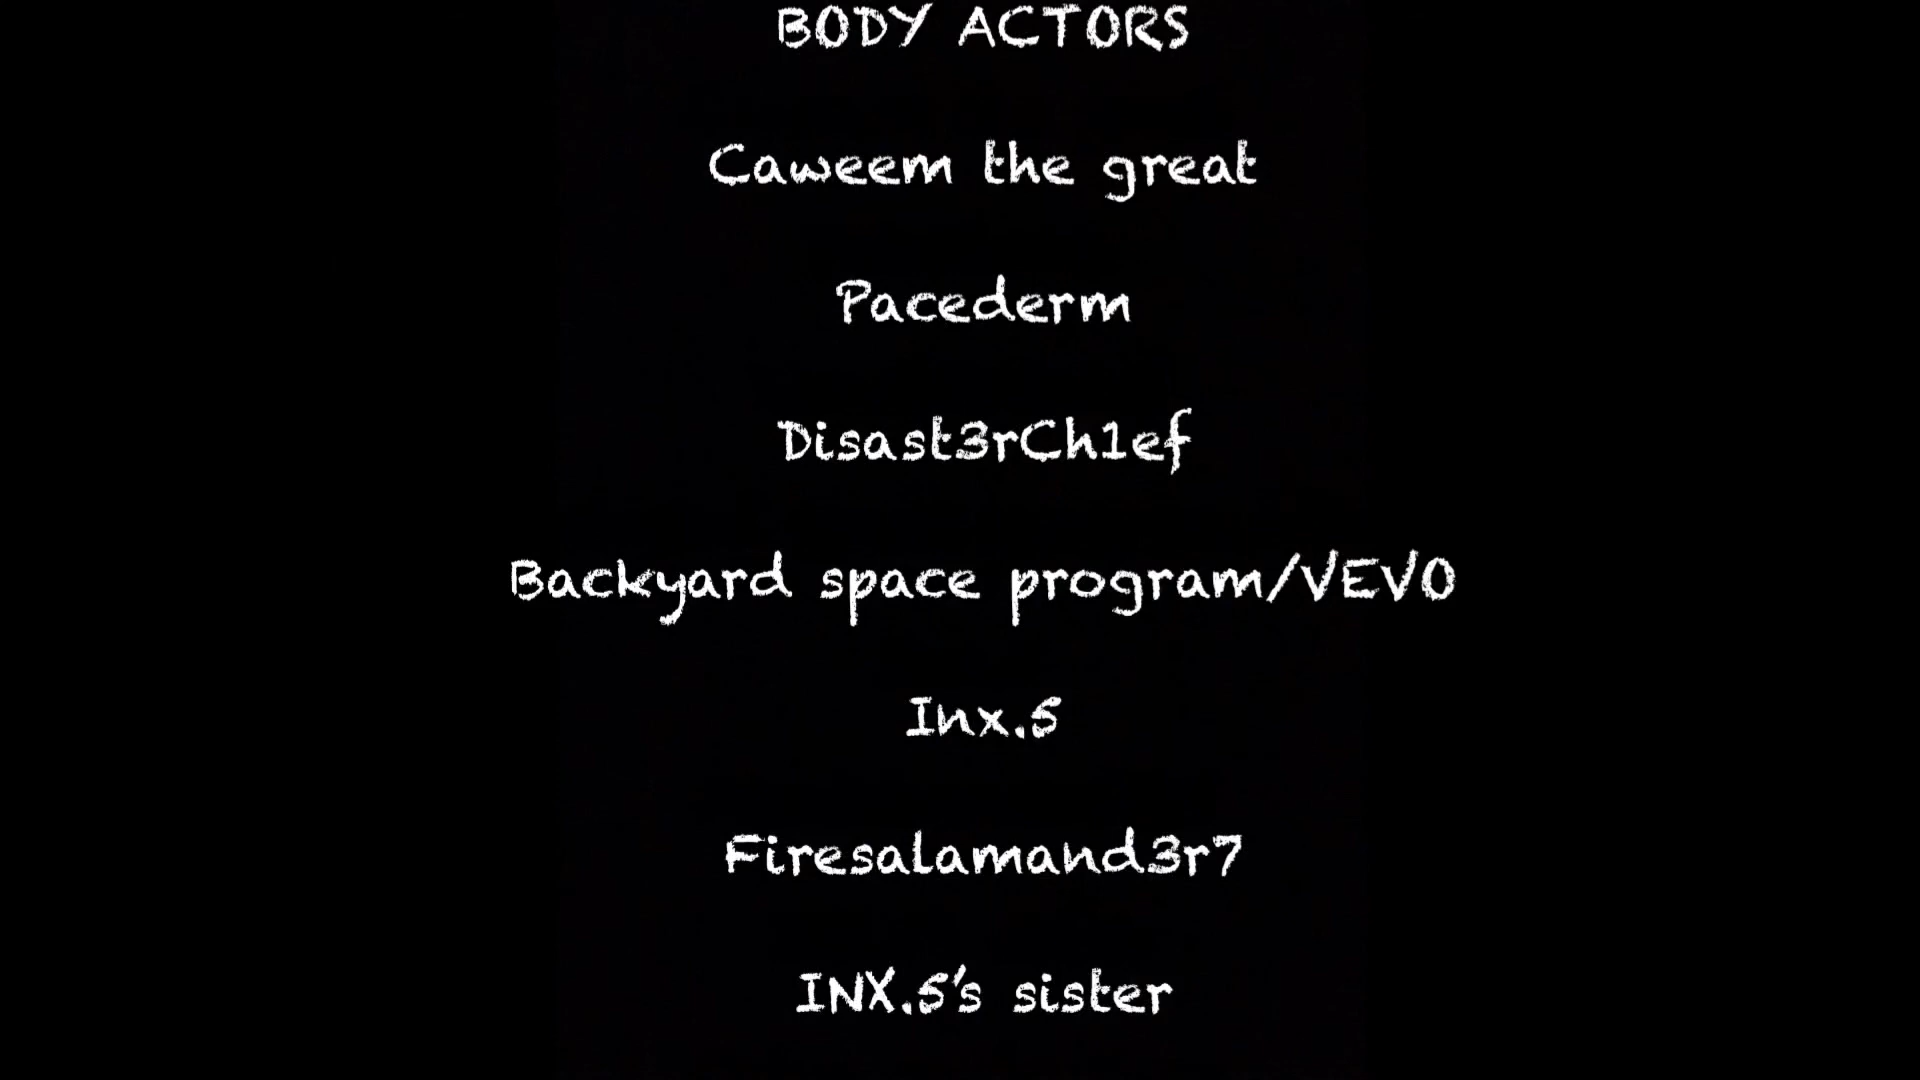 BODY ACTORS
Caweem the great
Pacederm
Disast3rCh1ef
Backyard space program/VEVO
Inx.5
Firesalamand3r7
INX.5's sister